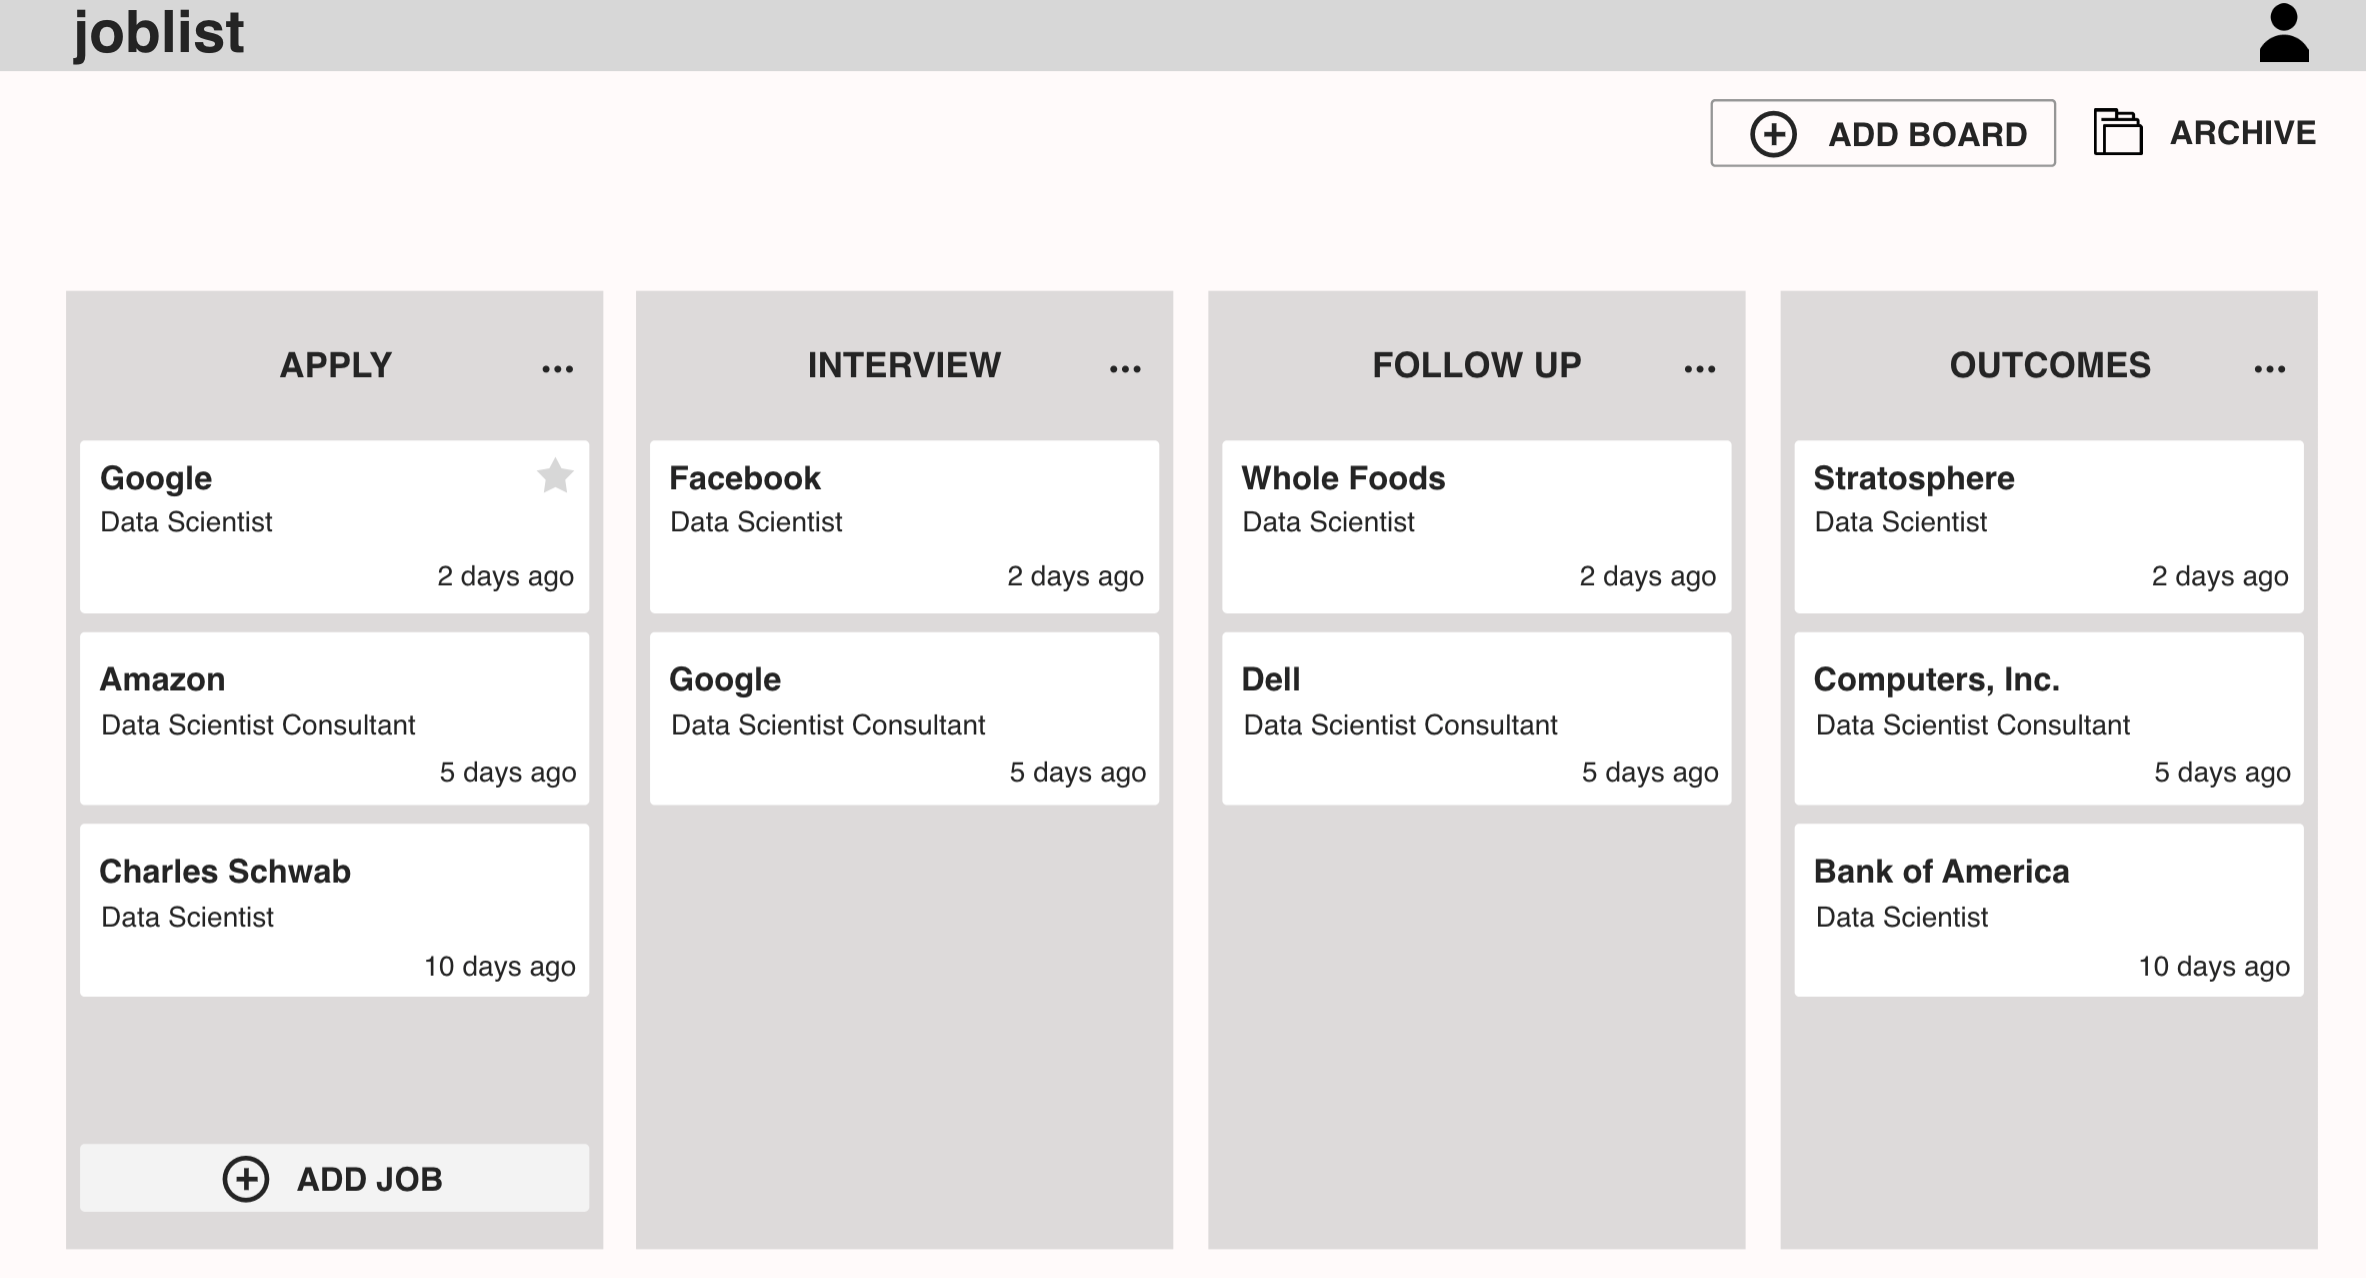 joblist
ADD BOARD
ARCHIVE
APPLY
...
Google
Data Scientist
2 days ago
Amazon
Data Scientist Consultant
5 days ago
Charles Schwab
Data Scientist
10 days ago
ADD JOB
INTERVIEW
...
Facebook
Data Scientist
2 days ago
Google
Data Scientist Consultant
5 days ago
FOLLOW UP
...
Whole Foods
Data Scientist
2 days ago
Dell
Data Scientist Consultant
5 days ago
OUTCOMES
...
Stratosphere
Data Scientist
2 days ago
Computers, Inc.
Data Scientist Consultant
5 days ago
Bank of America
Data Scientist
10 days ago